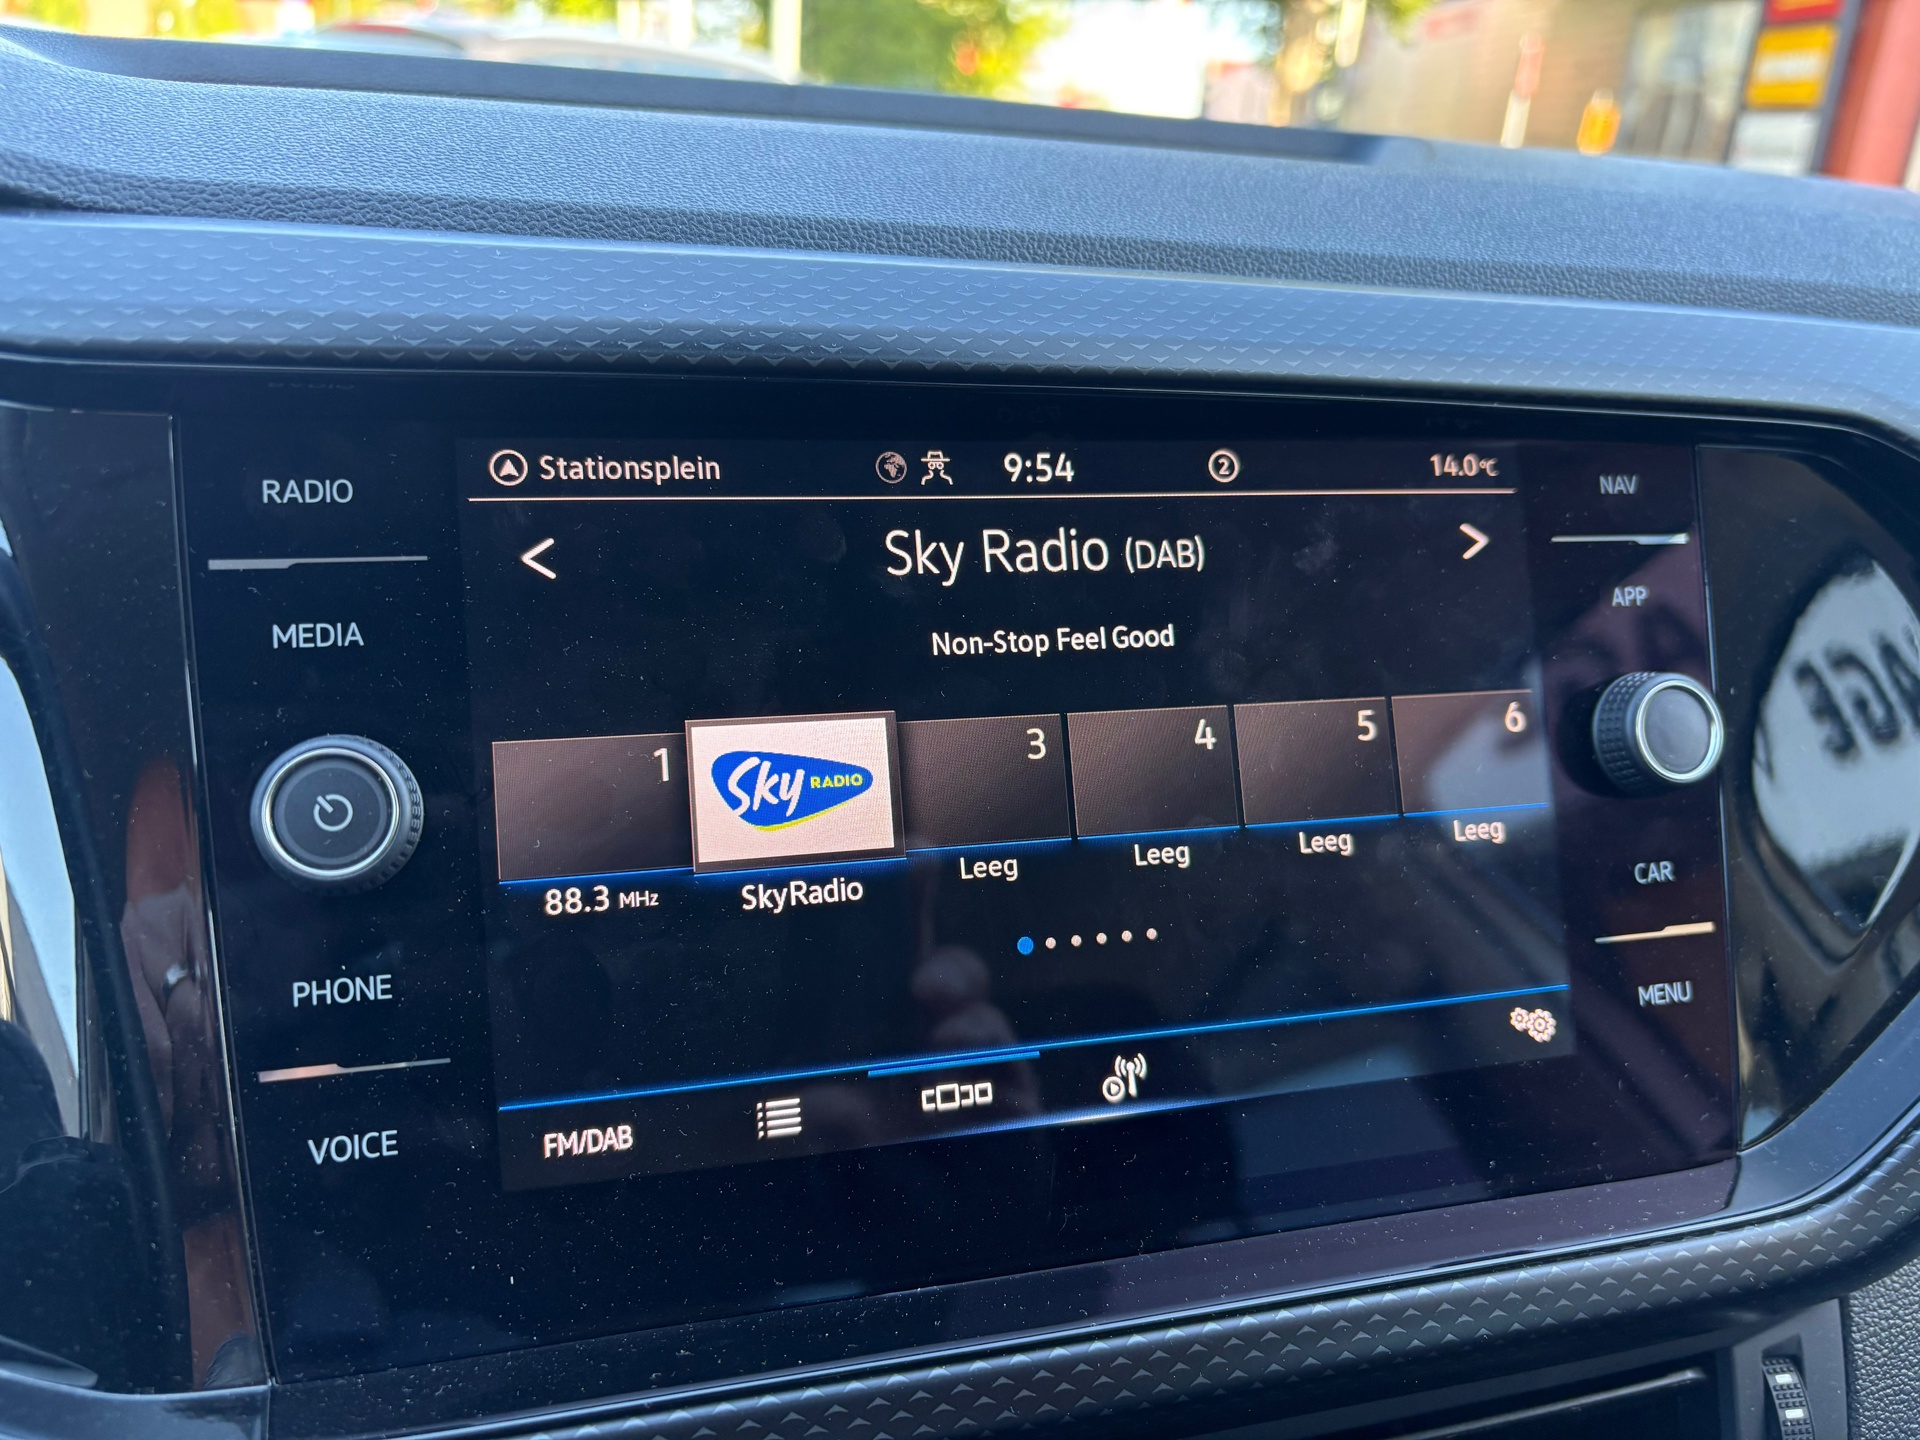 RADIO
MEDIA
PHONE
VOICE
Stationsplein 9:54 2 14.0°C
< Sky Radio (DAB) >
Non-Stop Feel Good
1 Sky RADIO 3 4 5 6
88.3 MHz SkyRadio Leeg Leeg Leeg Leeg
FM/DAB
NAV
APP
CAR
MENU